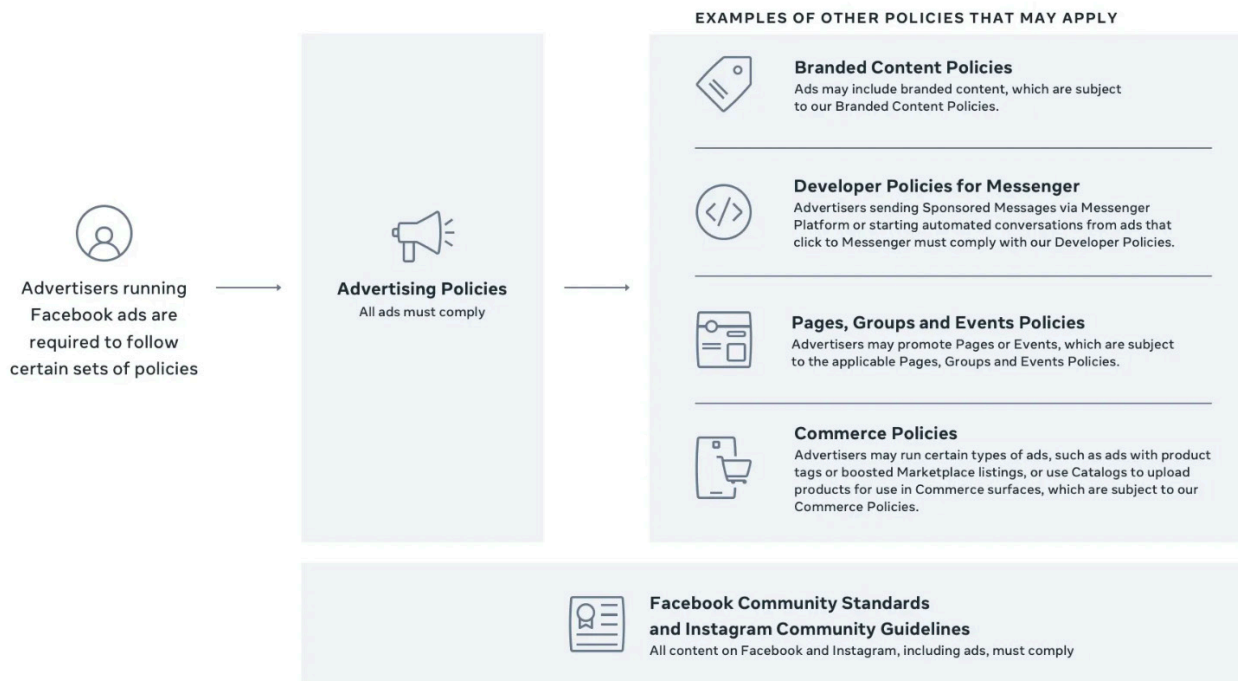 EXAMPLES OF OTHER POLICIES THAT MAY APPLY
Advertisers running
Facebook ads are
required to follow
certain sets of policies
Advertising Policies
All ads must comply
Branded Content Policies
Ads may include branded content, which are subject
to our Branded Content Policies.
Developer Policies for Messenger
Advertisers sending Sponsored Messages via Messenger
Platform or starting automated conversations from ads that
click to Messenger must comply with our Developer Policies.
Pages, Groups and Events Policies
Advertisers may promote Pages or Events, which are subject
to the applicable Pages, Groups and Events Policies.
Commerce Policies
Advertisers may run certain types of ads, such as ads with product
tags or boosted Marketplace listings, or use Catalogs to upload
products for use in Commerce surfaces, which are subject to our
Commerce Policies.
Facebook Community Standards
and Instagram Community Guidelines
All content on Facebook and Instagram, including ads, must comply